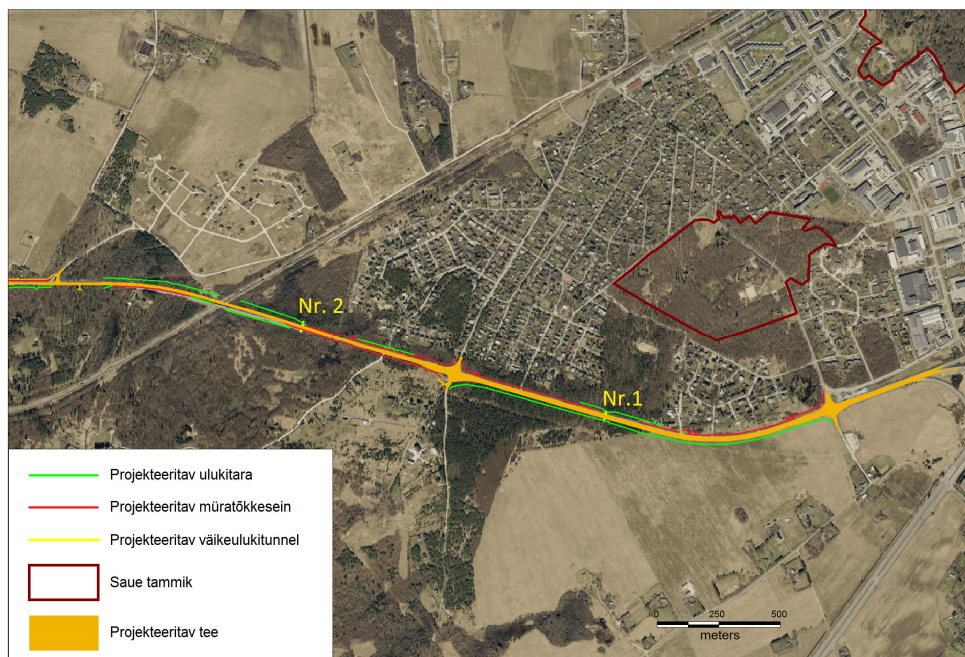 Nr. 2
Nr.1
Projekteeritav ulukitara
Projekteeritav müratõkkesein
Projekteeritav väikeulukitunnel
Saue tammik
Projekteeritav tee
0 250 500
meters